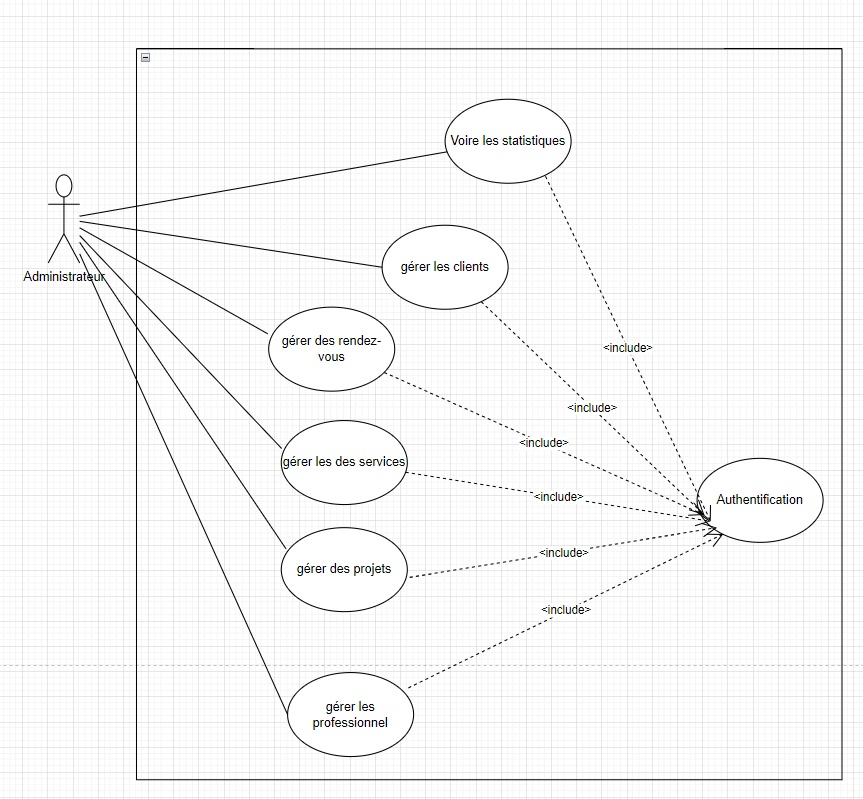 Voire les statistiques
Administrateur
gérer les clients
gérer des rendez-
vous
<include>
<include>
<include>
gérer les des services
<include>
Authentification
gérer des projets
<include>
<include>
gérer les
professionnel